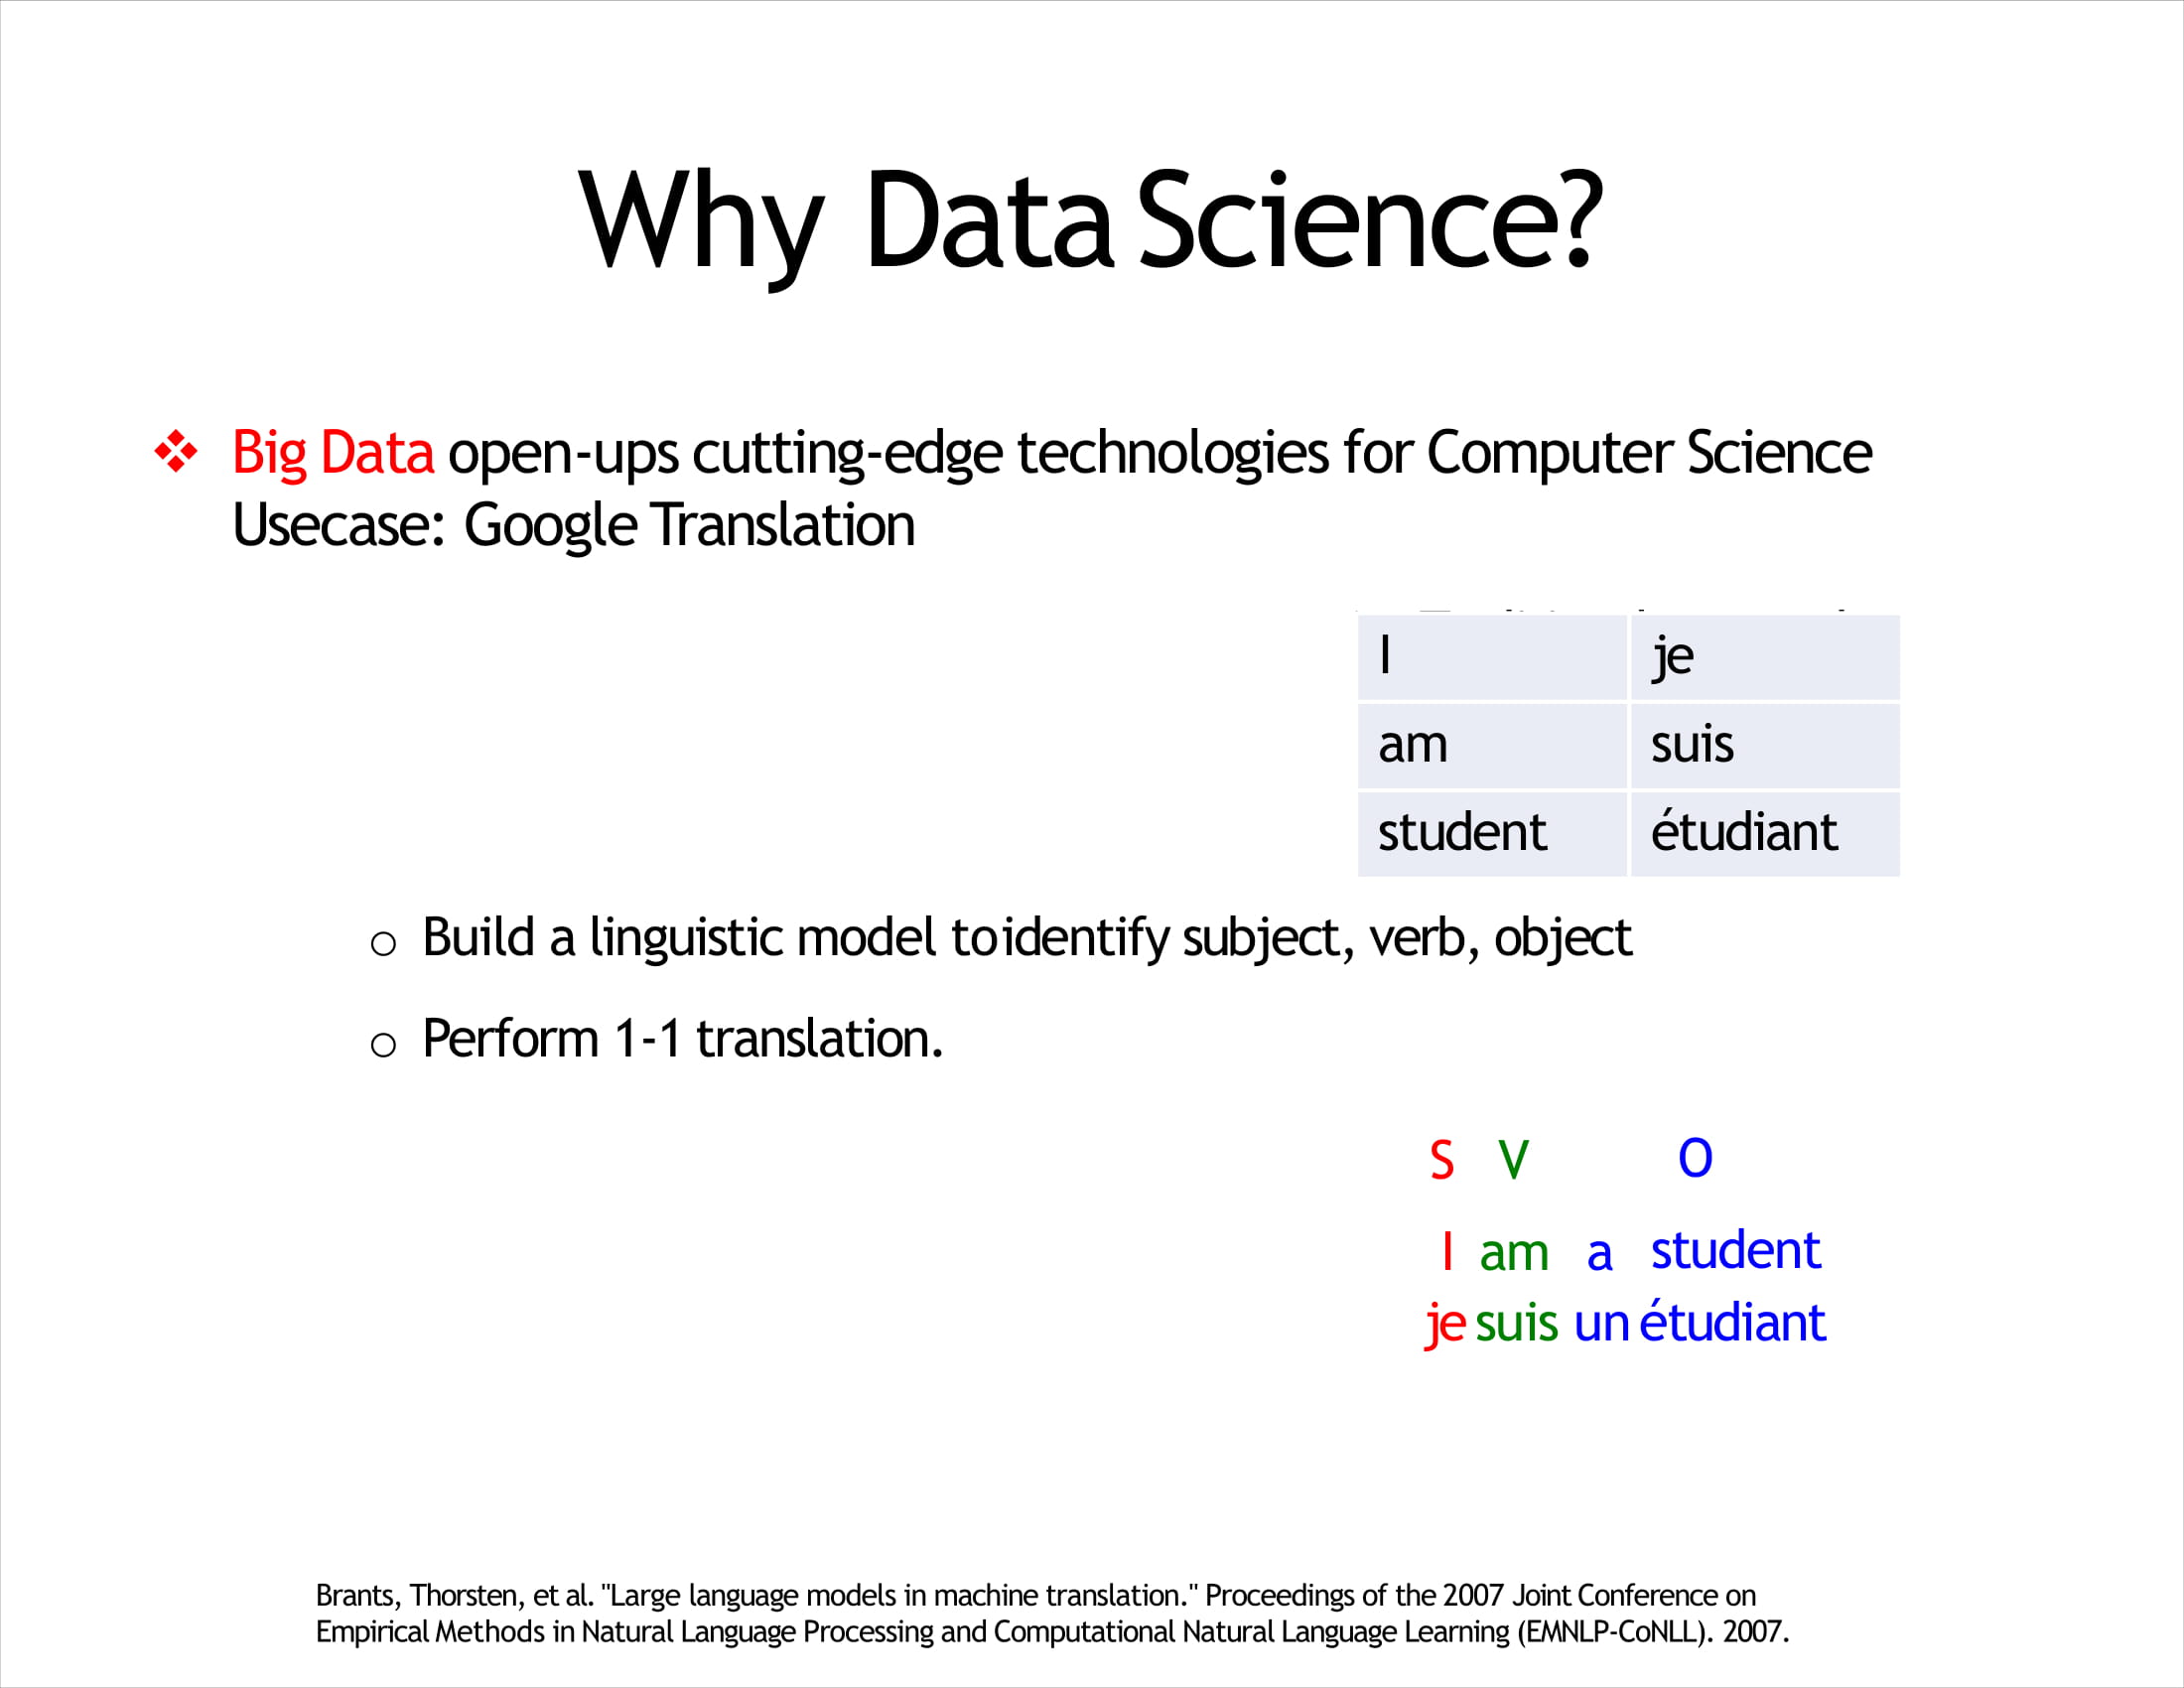 Why Data Science?
❖ Big Data open-ups cutting-edge technologies for Computer Science
Usecase: Google Translation
I je
am suis
student étudiant
o Build a linguistic model toidentify subject, verb, object
o Perform 1-1 translation.
S V O
I am a student
je suis un étudiant
Brants, Thorsten, et al. "Large language models in machine translation." Proceedings of the 2007 Joint Conference on
Empirical Methods in Natural Language Processing and Computational Natural Language Learning (EMNLP-CoNLL). 2007.